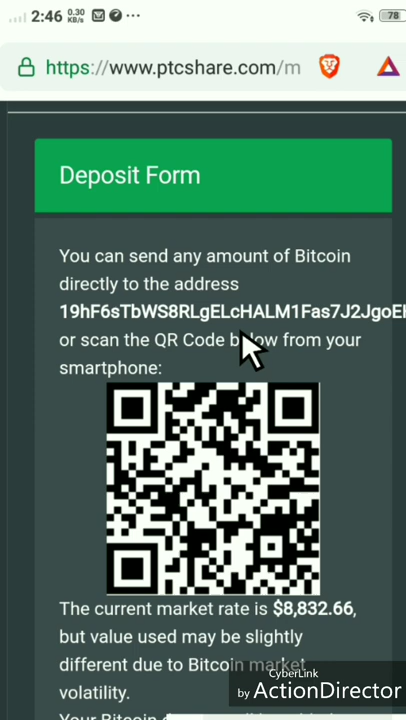 2:46 0.30 KB/s ... 78
https://www.ptcshare.com/m
Deposit Form
You can send any amount of Bitcoin
directly to the address
19hF6sTbWS8RLgELcHALM1Fas7J2JgoE
or scan the QR Code below from your
smartphone:
The current market rate is $8,832.66,
but value used may be slightly
different due to Bitcoin market
volatility.
CyberLink
by ActionDirector